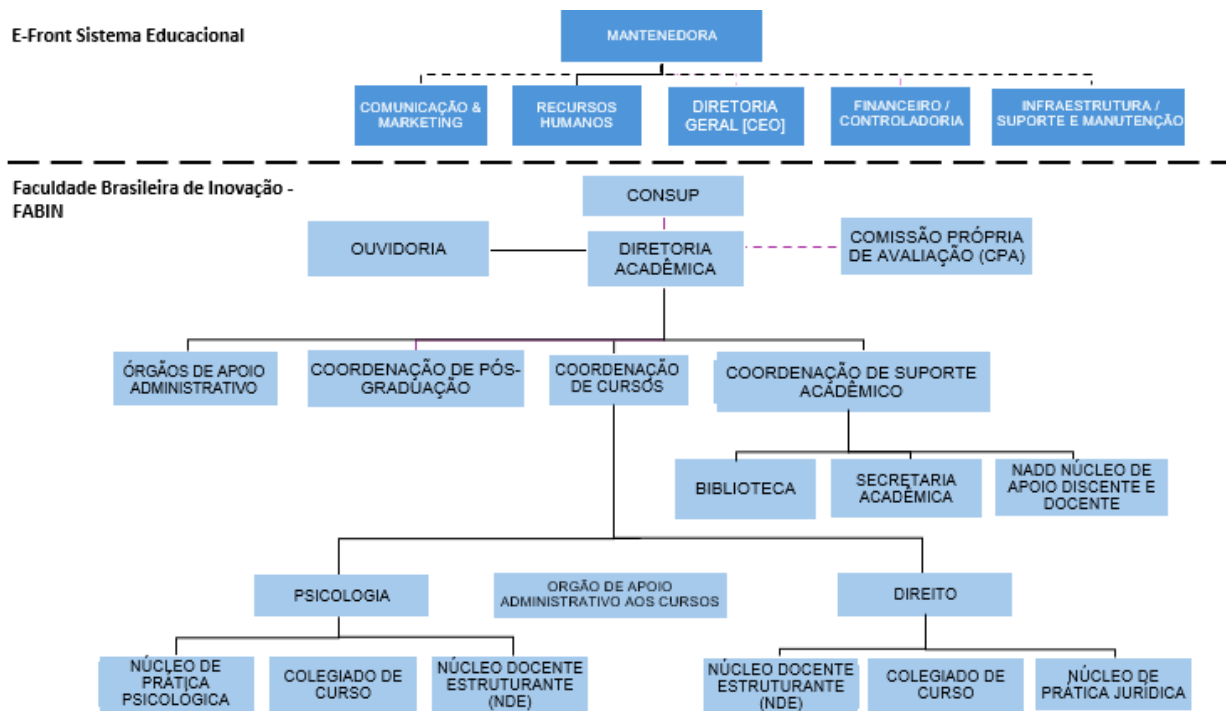 E-Front Sistema Educacional
MANTENEDORA
COMUNICAÇÃO &
MARKETING
RECURSOS
HUMANOS
DIRETORIA
GERAL [CEO]
FINANCEIRO /
CONTROLADORIA
INFRAESTRUTURA /
SUPORTE E MANUTENÇÃO
Faculdade Brasileira de Inovação -
FABIN
CONSUP
OUVIDORIA
DIRETORIA
ACADÊMICA
COMISSÃO PRÓPRIA
DE AVALIAÇÃO (CPA)
ÓRGÃOS DE APOIO
ADMINISTRATIVO
COORDENAÇÃO DE PÓS-
GRADUAÇÃO
COORDENAÇÃO
DE CURSOS
COORDENAÇÃO DE SUPORTE
ACADÊMICO
BIBLIOTECA
SECRETARIA
ACADÊMICA
NADD NÚCLEO DE
APOIO DISCENTE E
DOCENTE
PSICOLOGIA
ORGÃO DE APOIO
ADMINISTRATIVO AOS CURSOS
DIREITO
NÚCLEO DE
PRÁTICA
PSICOLÓGICA
COLEGIADO DE
CURSO
NÚCLEO DOCENTE
ESTRUTURANTE
(NDE)
NÚCLEO DOCENTE
ESTRUTURANTE
(NDE)
COLEGIADO DE
CURSO
NÚCLEO DE
PRÁTICA JURÍDICA